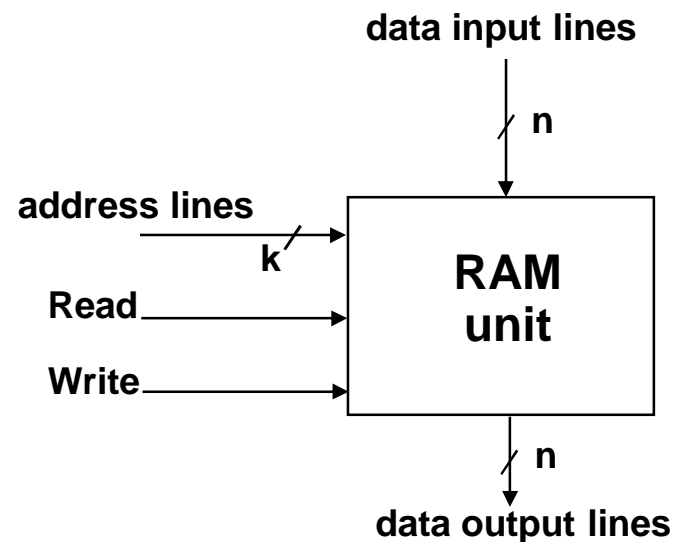 data input lines
n
address lines
k
RAM
unit
Read
Write
n
data output lines